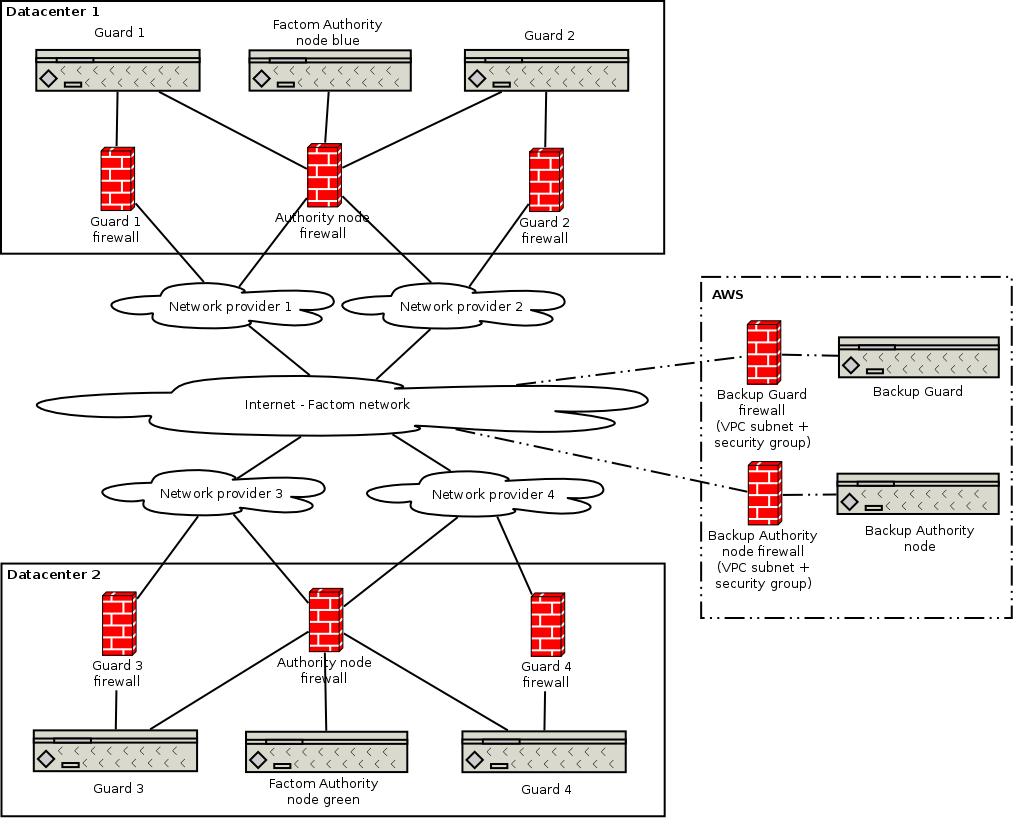 Datacenter 1
Guard 1
Factom Authority
node blue
Guard 2
Guard 1
firewall
Authority node
firewall
Guard 2
firewall
Network provider 1
Network provider 2
Internet - Factom network
AWS
Backup Guard
firewall
(VPC subnet +
security group)
Backup Guard
Backup Authority
node firewall
(VPC subnet +
security group)
Backup Authority
node
Network provider 3
Network provider 4
Datacenter 2
Guard 3
firewall
Authority node
firewall
Guard 4
firewall
Guard 3
Factom Authority
node green
Guard 4